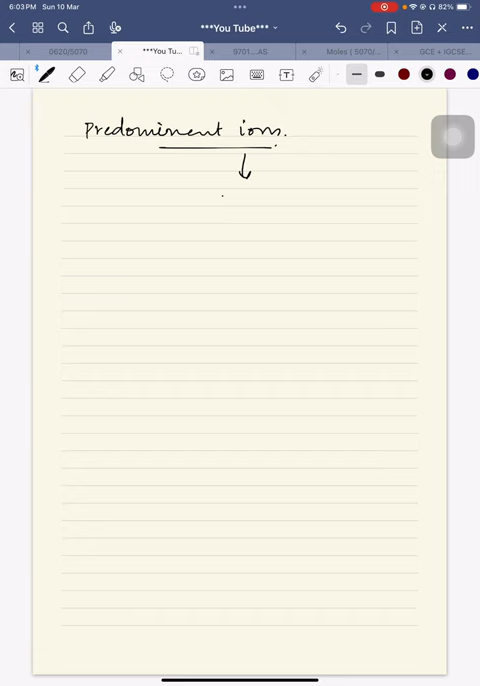 6:03 PM Sun 10 Mar
82%
***You Tube***
0620/5070
***You Tu...
9701....AS
Moles ( 5070/...
GCE + IGCSE...
Predominent ions.